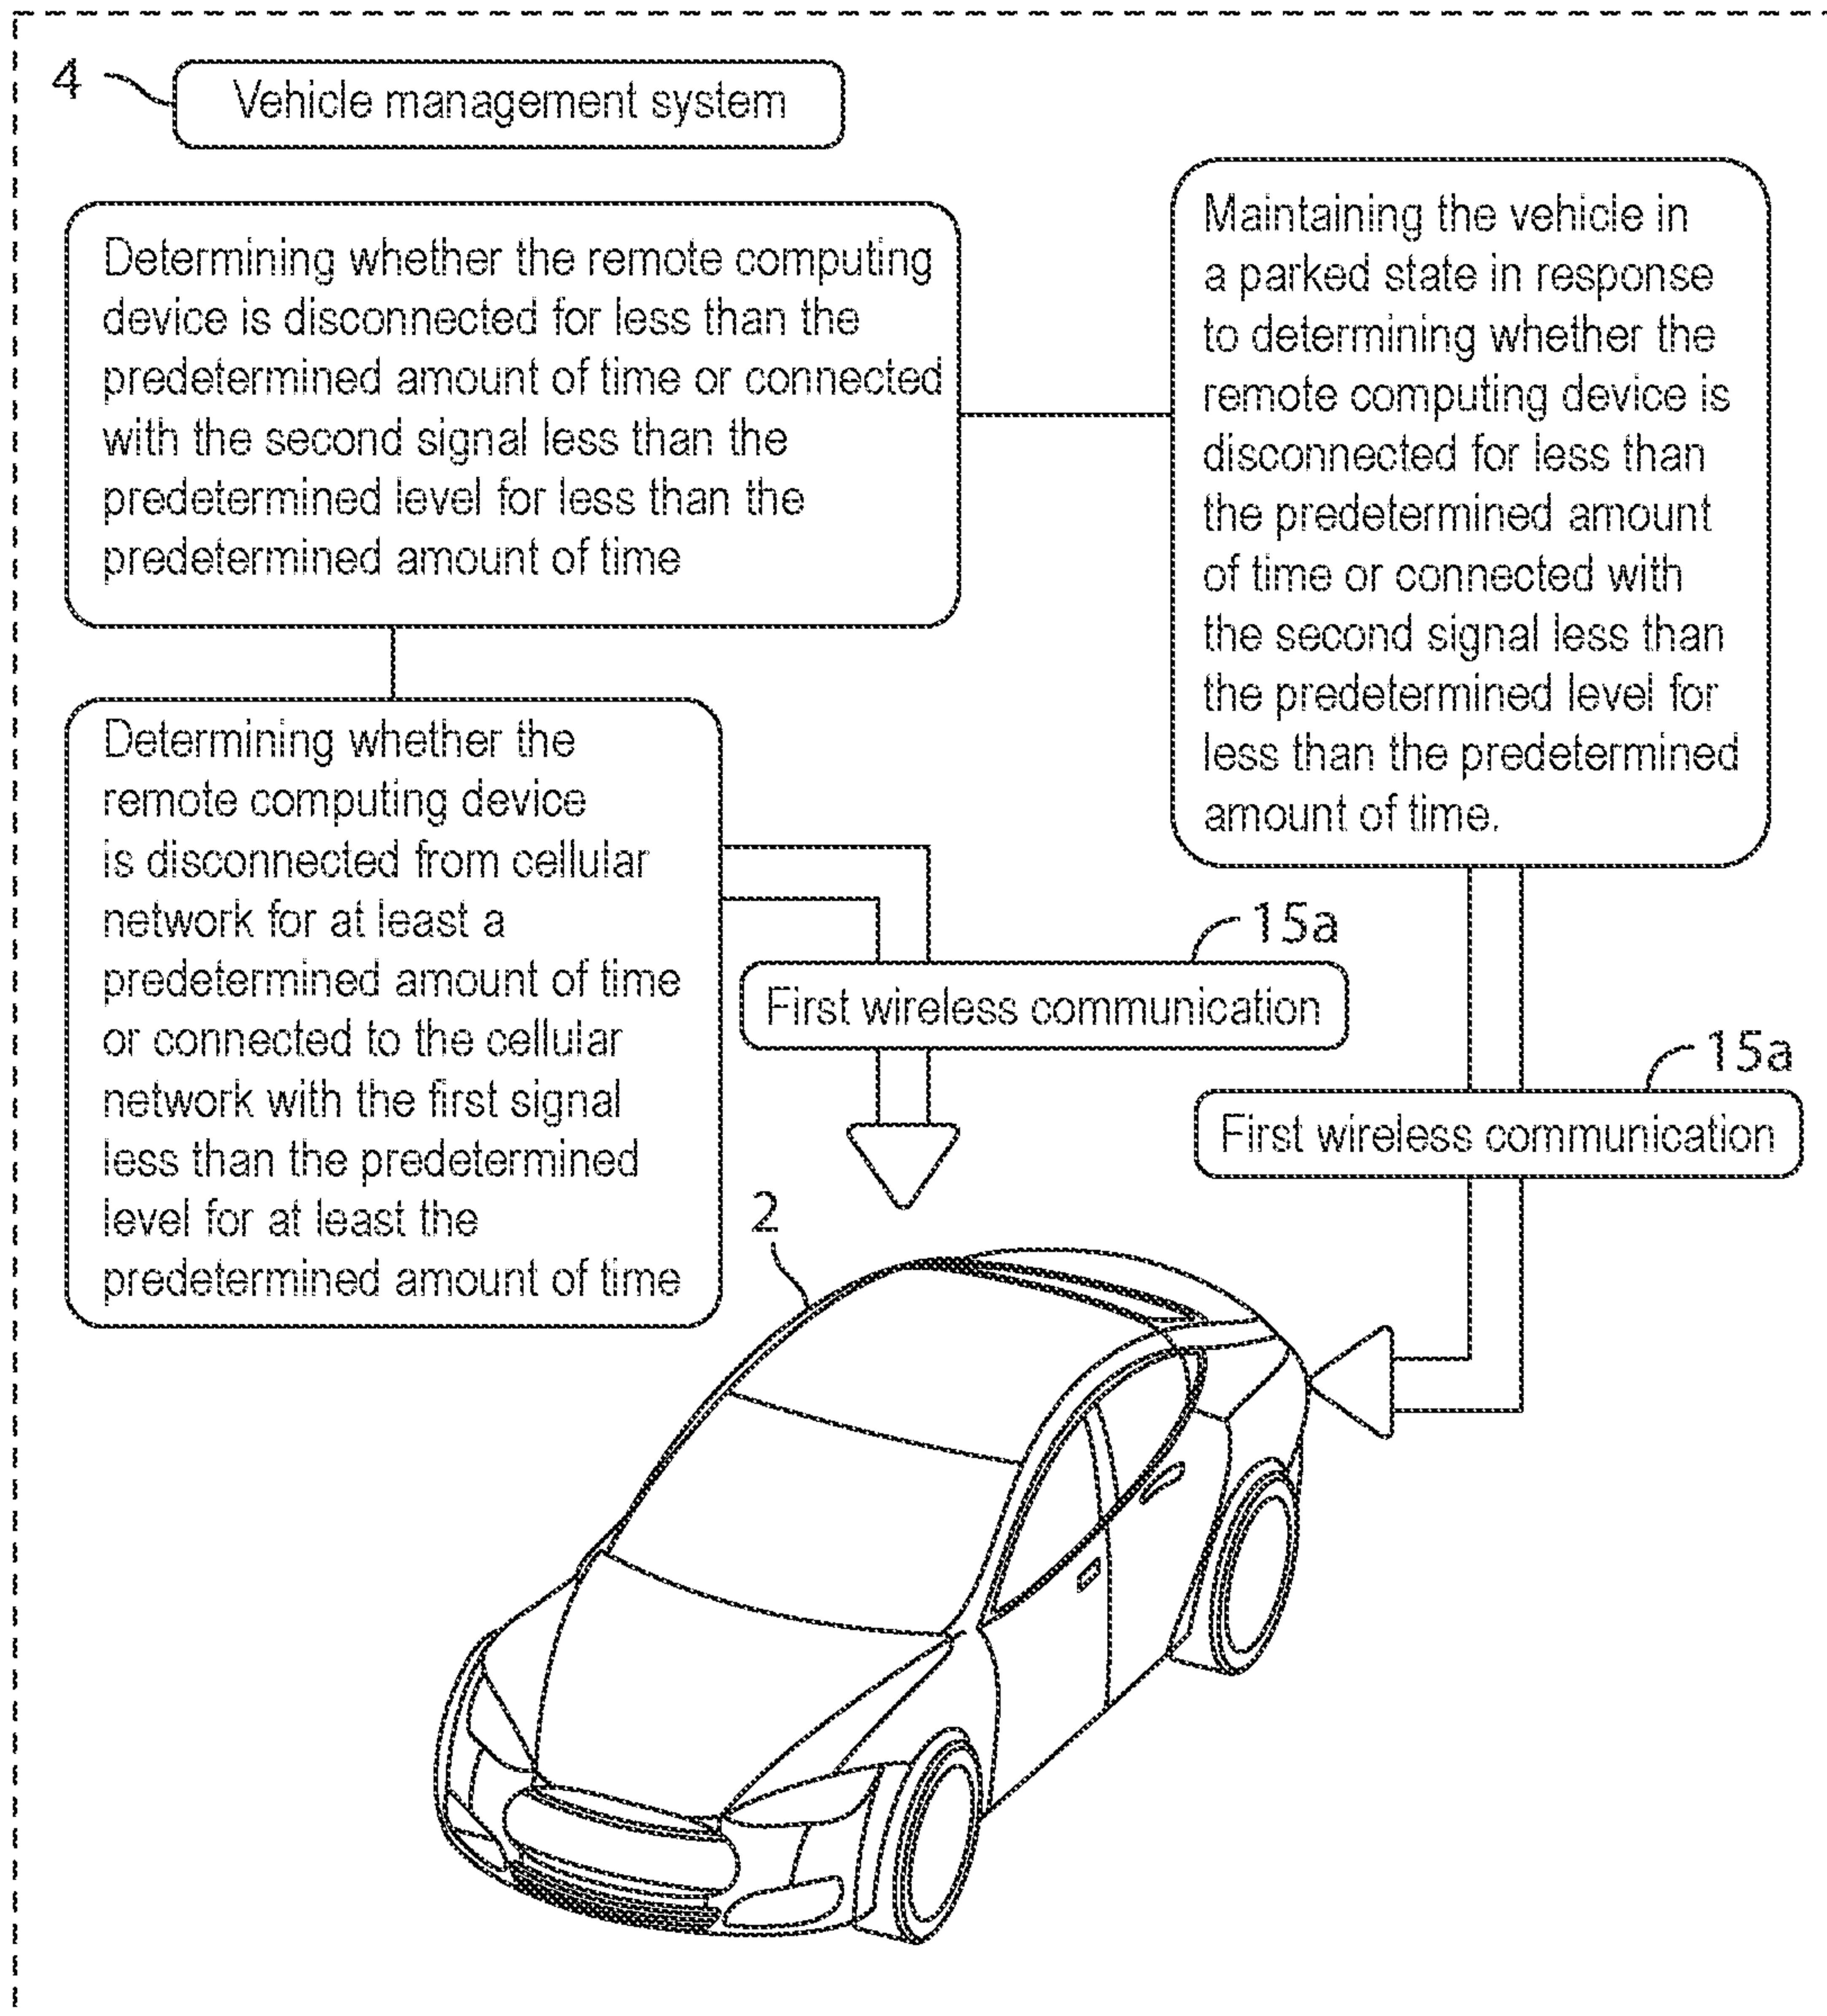 4
Vehicle management system
Determining whether the remote computing
device is disconnected for less than the
predetermined amount of time or connected
with the second signal less than the
predetermined level for less than the
predetermined amount of time
Maintaining the vehicle in
a parked state in response
to determining whether the
remote computing device is
disconnected for less than
the predetermined amount
of time or connected with
the second signal less than
the predetermined level for
less than the predetermined
amount of time.
Determining whether the
remote computing device
is disconnected from cellular
network for at least a
predetermined amount of time
or connected to the cellular
network with the first signal
less than the predetermined
level for at least the
predetermined amount of time
15a
First wireless communication
15a
First wireless communication
2